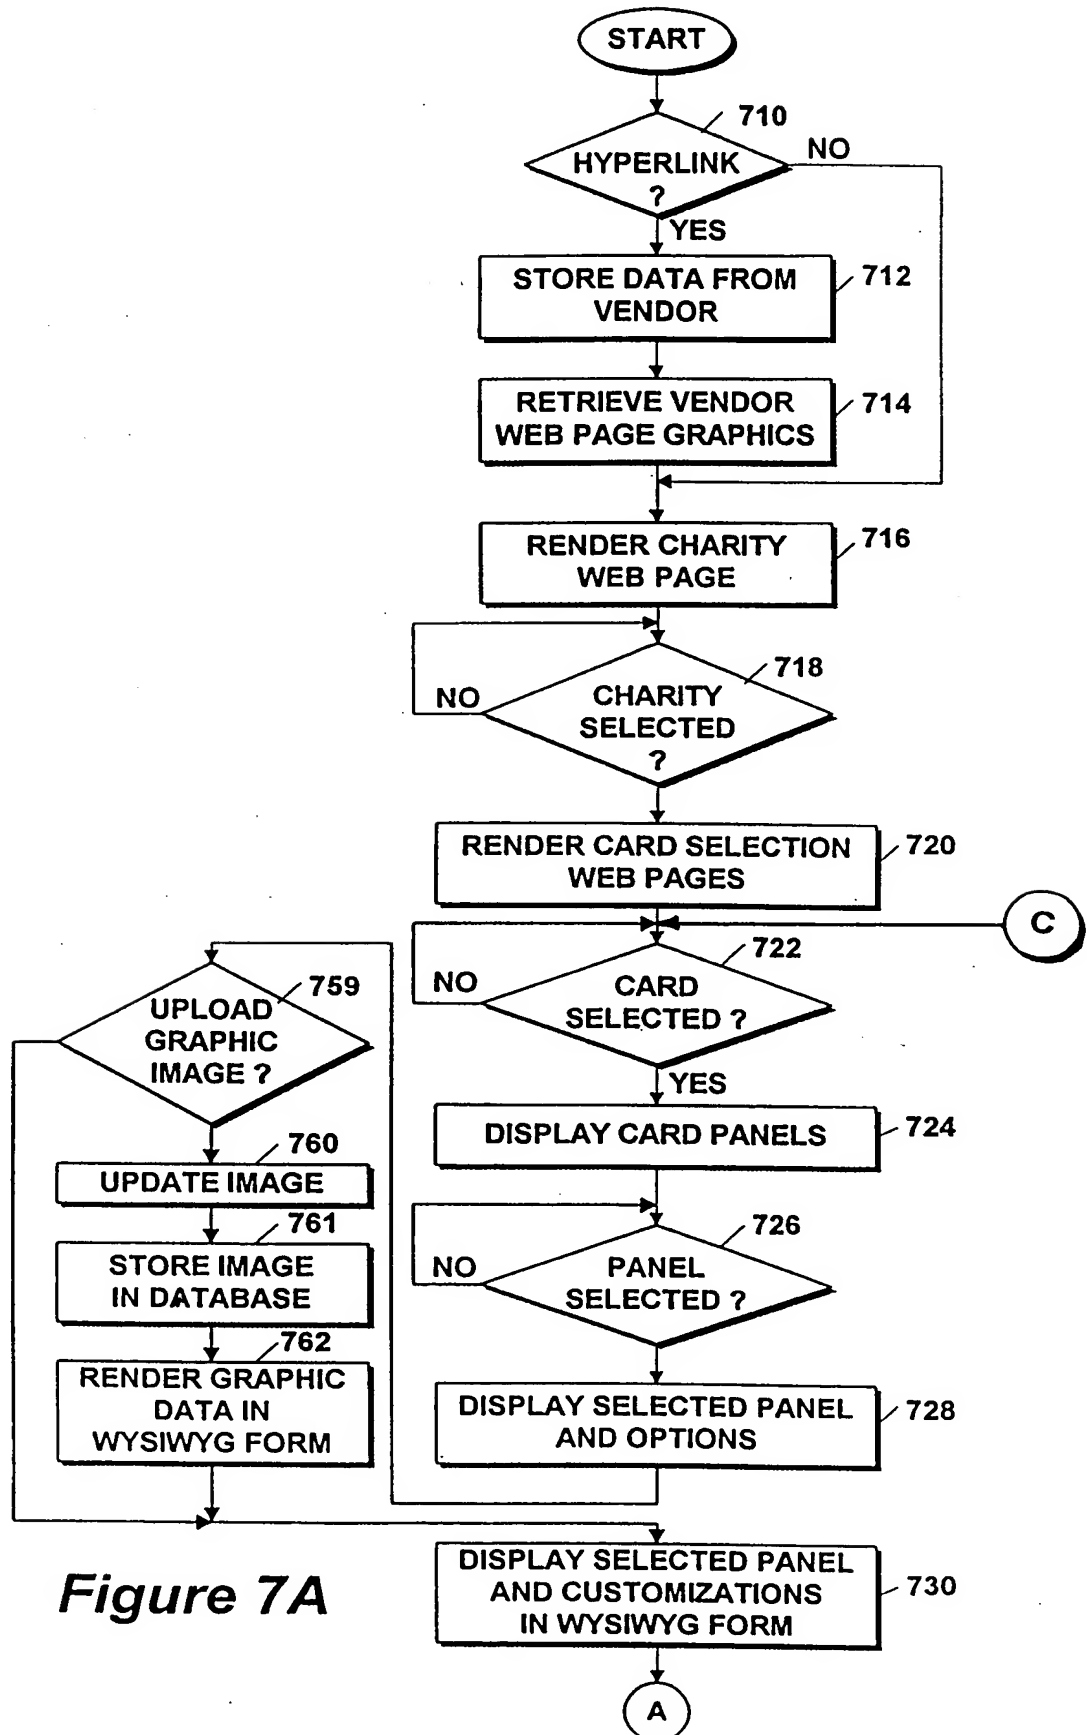 START
710
HYPERLINK
?
NO
YES
STORE DATA FROM
VENDOR
712
RETRIEVE VENDOR
WEB PAGE GRAPHICS
714
RENDER CHARITY
WEB PAGE
716
718
NO
CHARITY
SELECTED
?
RENDER CARD SELECTION
WEB PAGES
720
C
722
NO
CARD
SELECTED ?
YES
759
UPLOAD
GRAPHIC
IMAGE ?
DISPLAY CARD PANELS
724
760
UPDATE IMAGE
761
STORE IMAGE
IN DATABASE
726
NO
PANEL
SELECTED ?
762
RENDER GRAPHIC
DATA IN
WYSIWYG FORM
DISPLAY SELECTED PANEL
AND OPTIONS
728
DISPLAY SELECTED PANEL
AND CUSTOMIZATIONS
IN WYSIWYG FORM
730
Figure 7A
A